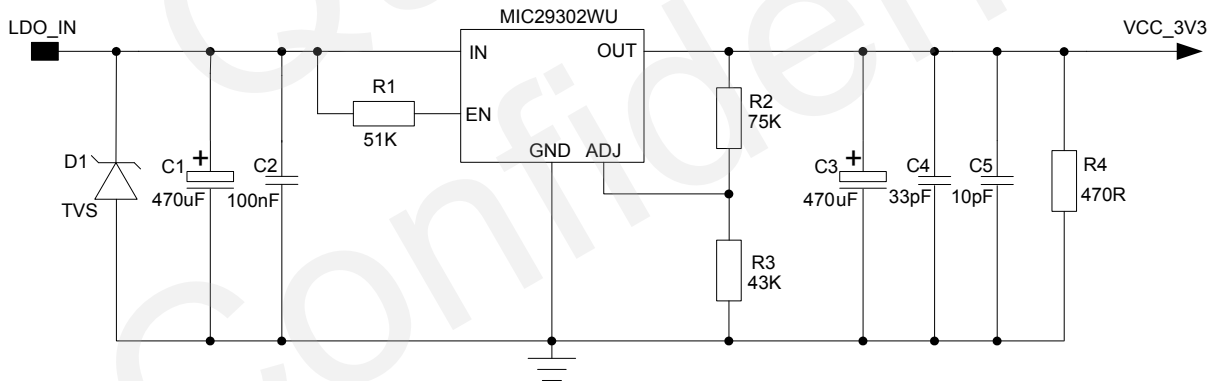 MIC29302WU
LDO_IN
VCC_3V3
IN
OUT
R1
51K
EN
R2
75K
GND
ADJ
D1
TVS
+
C1
470uF
C2
100nF
+
C3
470uF
C4
33pF
C5
10pF
R4
470R
R3
43K